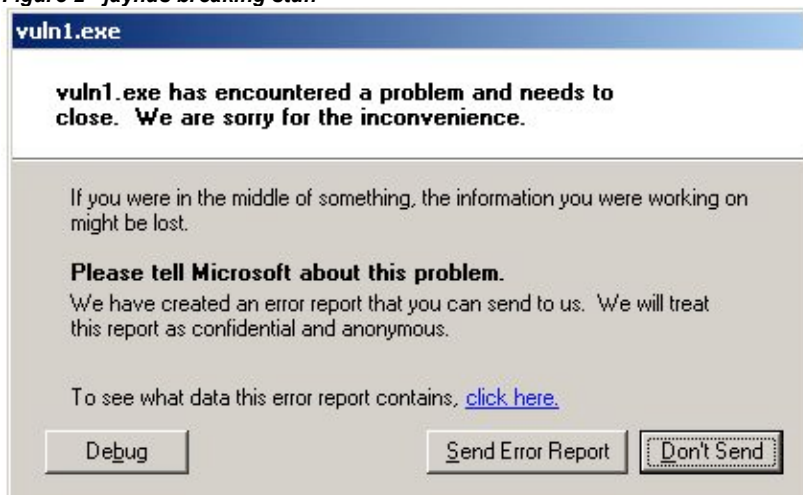 vuln1.exe
vuln1.exe has encountered a problem and needs to
close. We are sorry for the inconvenience.
If you were in the middle of something, the information you were working on
might be lost.
Please tell Microsoft about this problem.
We have created an error report that you can send to us. We will treat
this report as confidential and anonymous.
To see what data this error report contains, click here.
Debug
Send Error Report
Don't Send